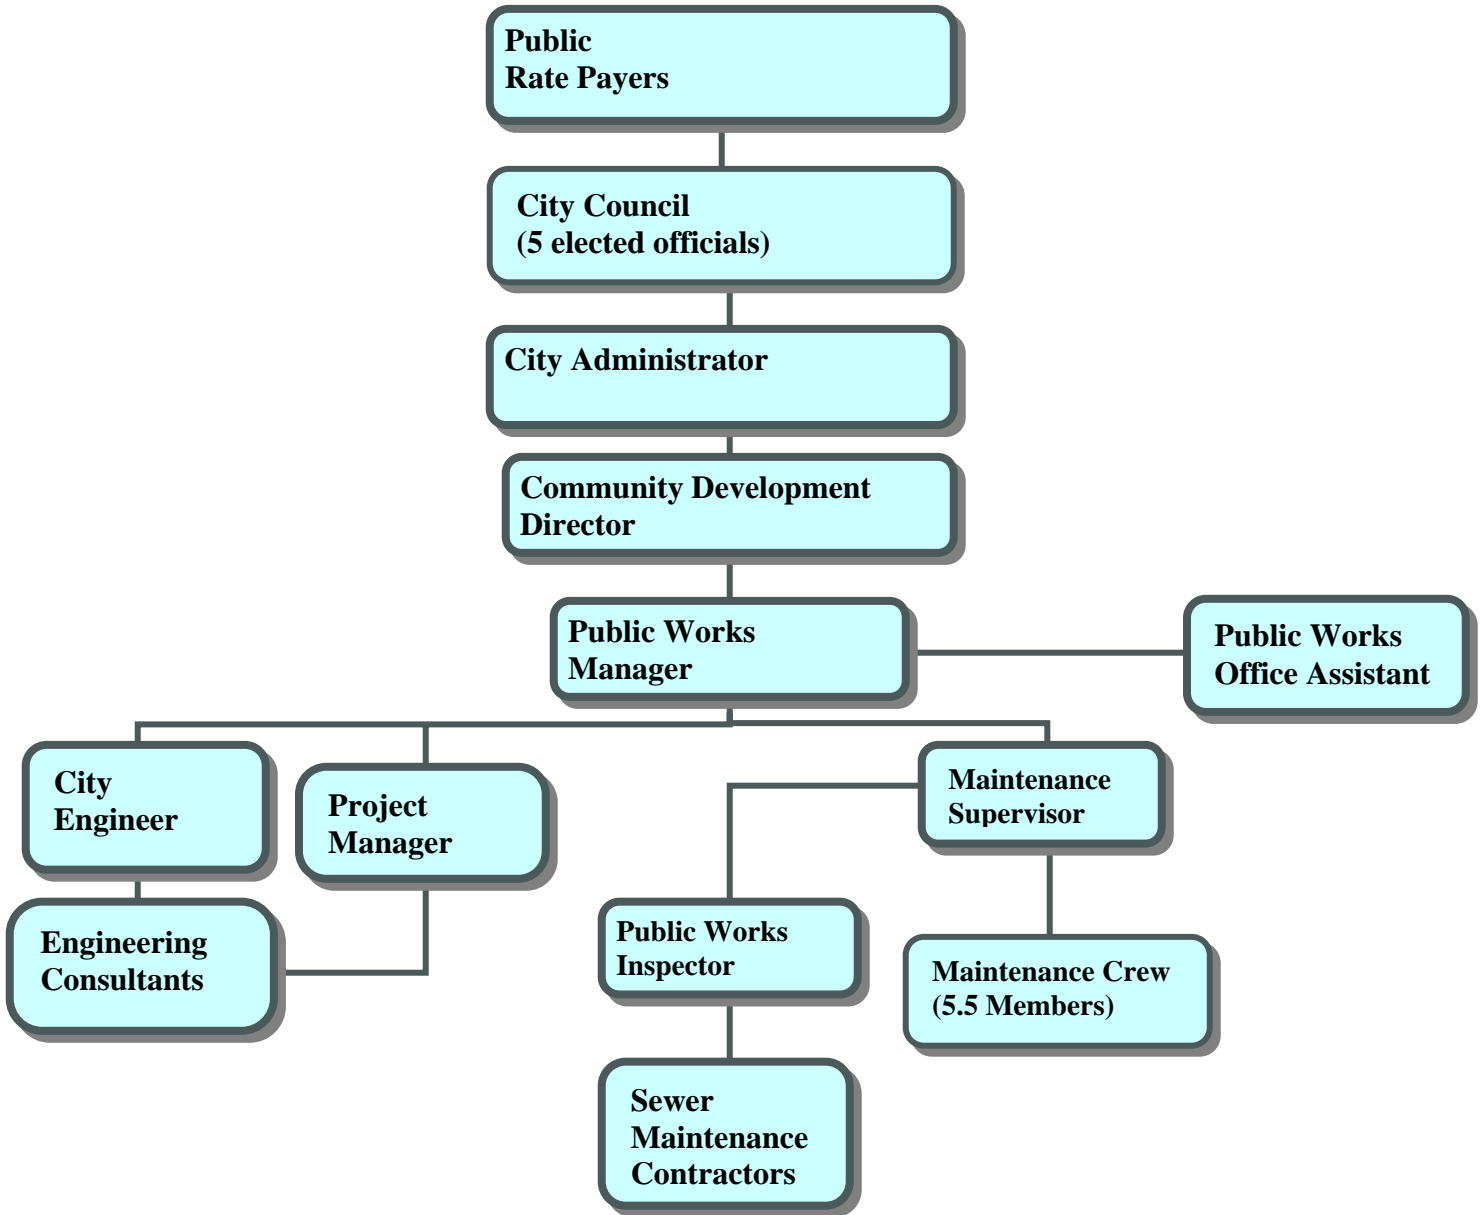 Public
Rate Payers
City Council
(5 elected officials)
City Administrator
Community Development
Director
Public Works
Manager
Public Works
Office Assistant
City
Engineer
Project
Manager
Maintenance
Supervisor
Engineering
Consultants
Public Works
Inspector
Maintenance Crew
(5.5 Members)
Sewer
Maintenance
Contractors